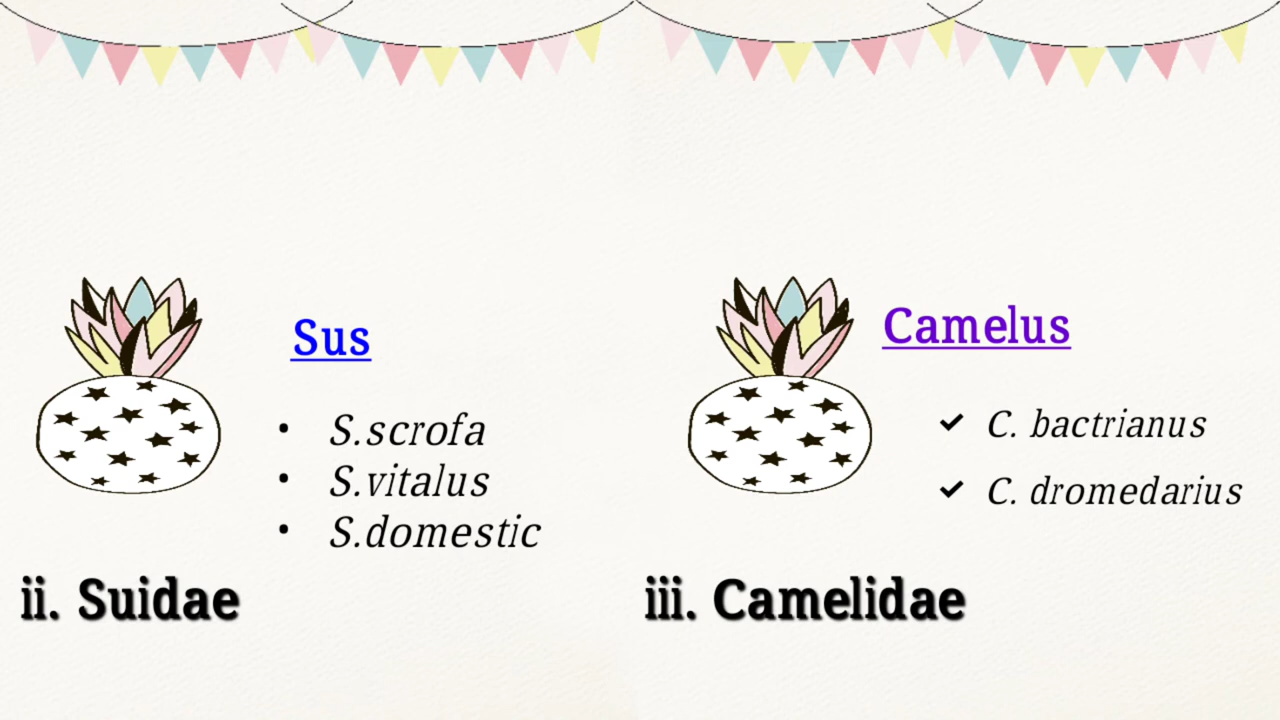 Sus
• S.scrofa
• S.vitalus
• S.domestic
ii. Suidae
Camelus
✓ C. bactrianus
✓ C. dromedarius
iii. Camelidae